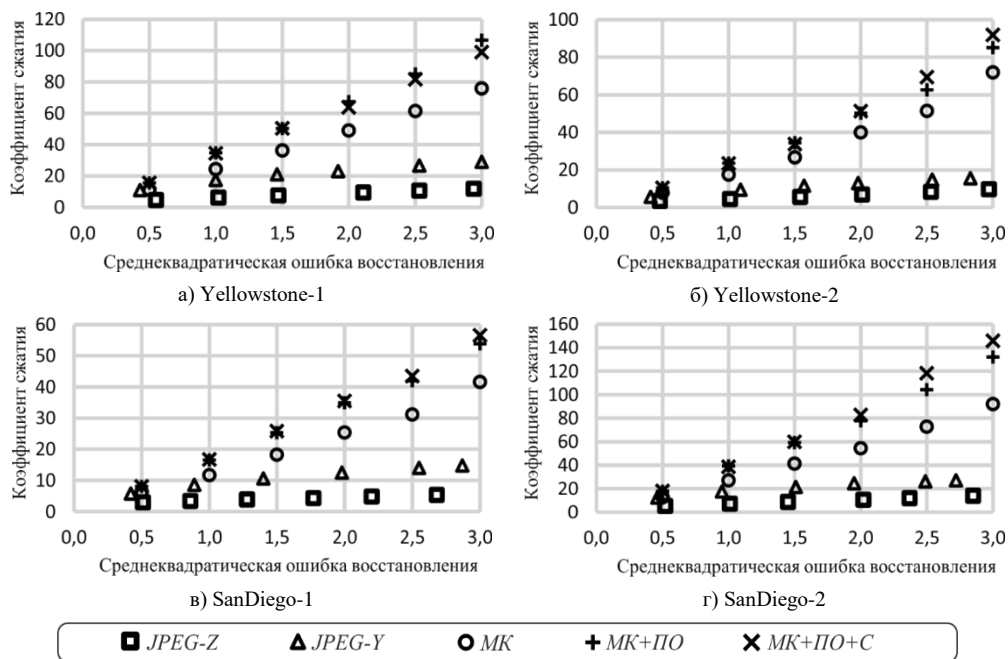 Коэффициент сжатия
120
100
80
60
40
20
0
0,0 0,5 1,0 1,5 2,0 2,5 3,0
Среднеквадратическая ошибка восстановления
а) Yellowstone-1
Коэффициент сжатия
100
80
60
40
20
0
0,0 0,5 1,0 1,5 2,0 2,5 3,0
Среднеквадратическая ошибка восстановления
б) Yellowstone-2
Коэффициент сжатия
60
50
40
30
20
10
0
0,0 0,5 1,0 1,5 2,0 2,5 3,0
Среднеквадратическая ошибка восстановления
в) SanDiego-1
Коэффициент сжатия
160
140
120
100
80
60
40
20
0
0,0 0,5 1,0 1,5 2,0 2,5 3,0
Среднеквадратическая ошибка восстановления
г) SanDiego-2
JPEG-Z JPEG-Y МК МК+ПО МК+ПО+С